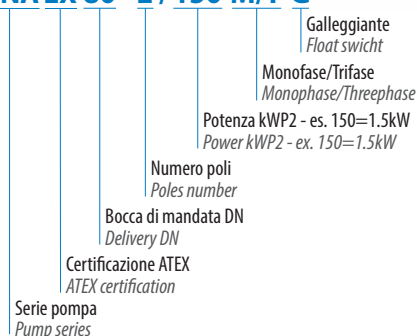 Galleggiante
Float swicht
Monofase/Trifase
Monophase/Threephase
Potenza kWP2 - es. 150=1.5kW
Power kWP2 - ex. 150=1.5kW
Numero poli
Poles number
Bocca di mandata DN
Delivery DN
Certificazione ATEX
ATEX certification
Serie pompa
Pump series